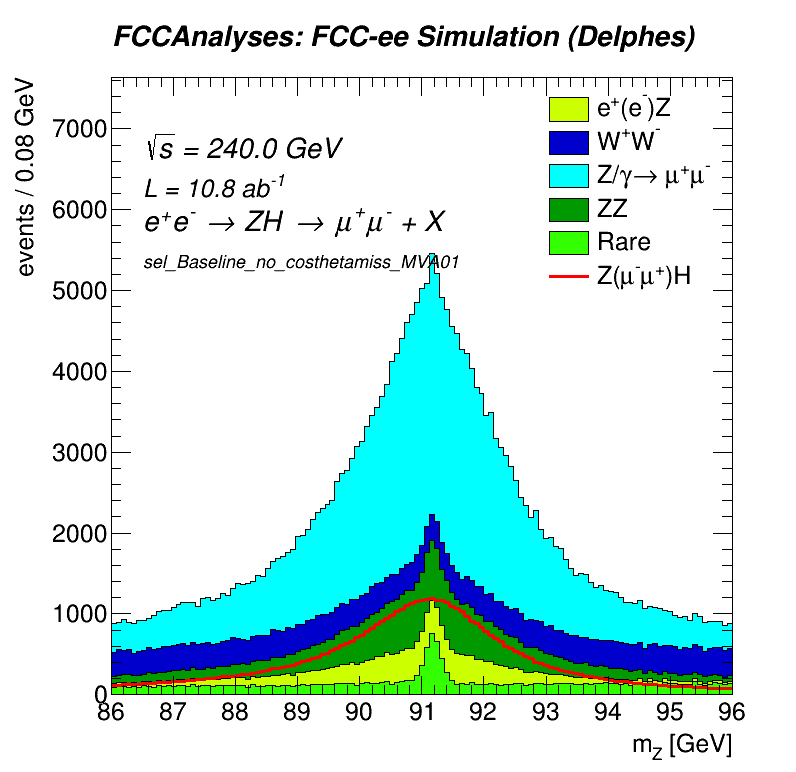 FCCAnalyses: FCC-ee Simulation (Delphes)
events / 0.08 GeV
√s = 240.0 GeV
L = 10.8 ab⁻¹
e⁺e⁻ → ZH → μ⁺μ⁻ + X
sel_Baseline_no_costhetamiss_MVA01
e⁺(e⁻)Z
W⁺W⁻
Z/γ→ μ⁺μ⁻
ZZ
Rare
Z(μ⁻μ⁺)H
7000
6000
5000
4000
3000
2000
1000
0
86 87 88 89 90 91 92 93 94 95 96
m_Z [GeV]